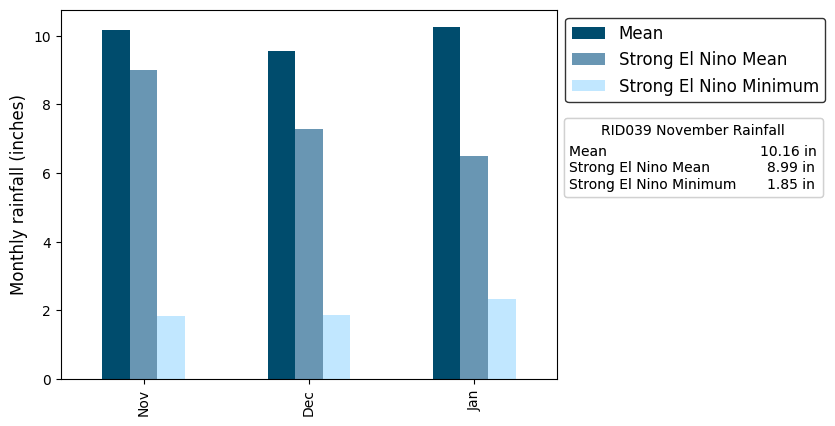 Monthly rainfall (inches)
10
8
6
4
2
0
Nov
Dec
Jan
Mean
Strong El Nino Mean
Strong El Nino Minimum
RID039 November Rainfall
Mean 10.16 in
Strong El Nino Mean 8.99 in
Strong El Nino Minimum 1.85 in